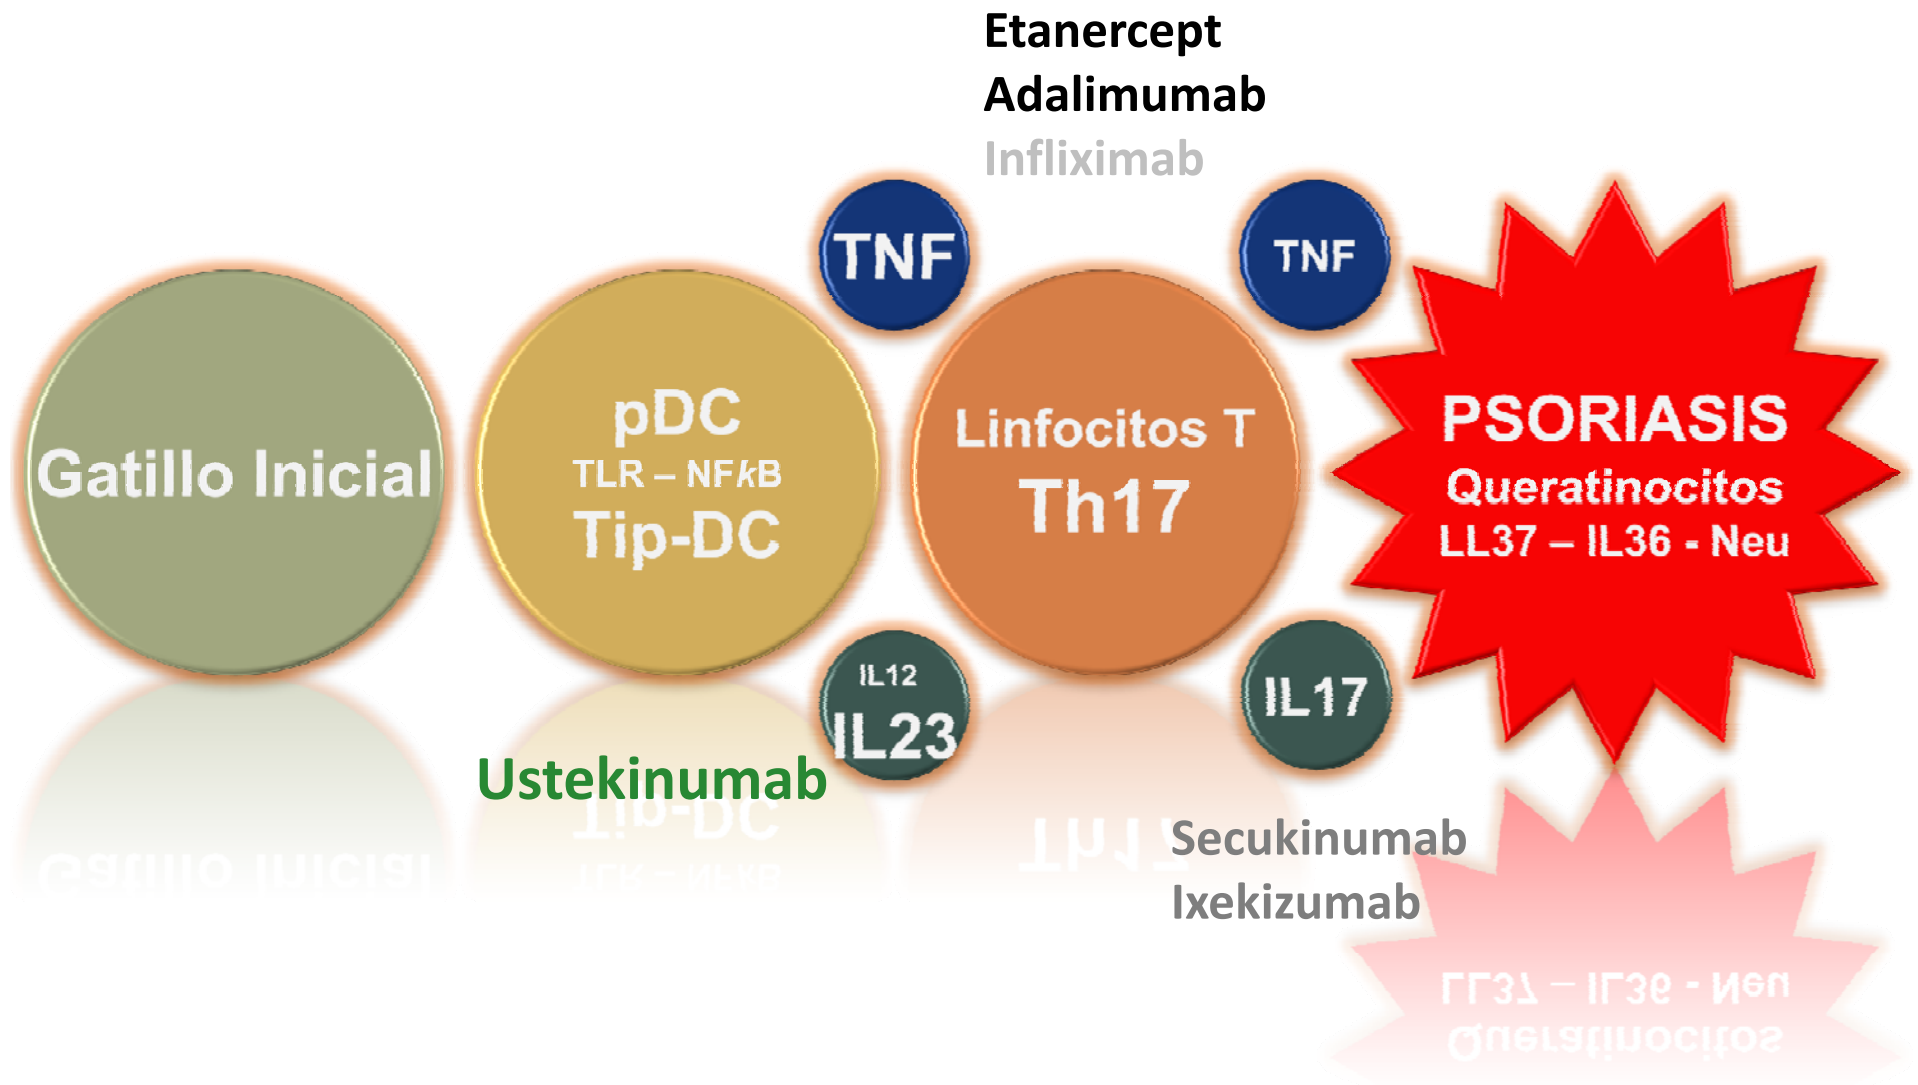 Etanercept
Adalimumab
Infliximab
TNF
TNF
Gatillo Inicial
pDC
TLR – NFkB
Tip-DC
Linfocitos T
Th17
PSORIASIS
Queratinocitos
LL37 – IL36 - Neu
IL12
IL23
IL17
Ustekinumab
Secukinumab
Ixekizumab